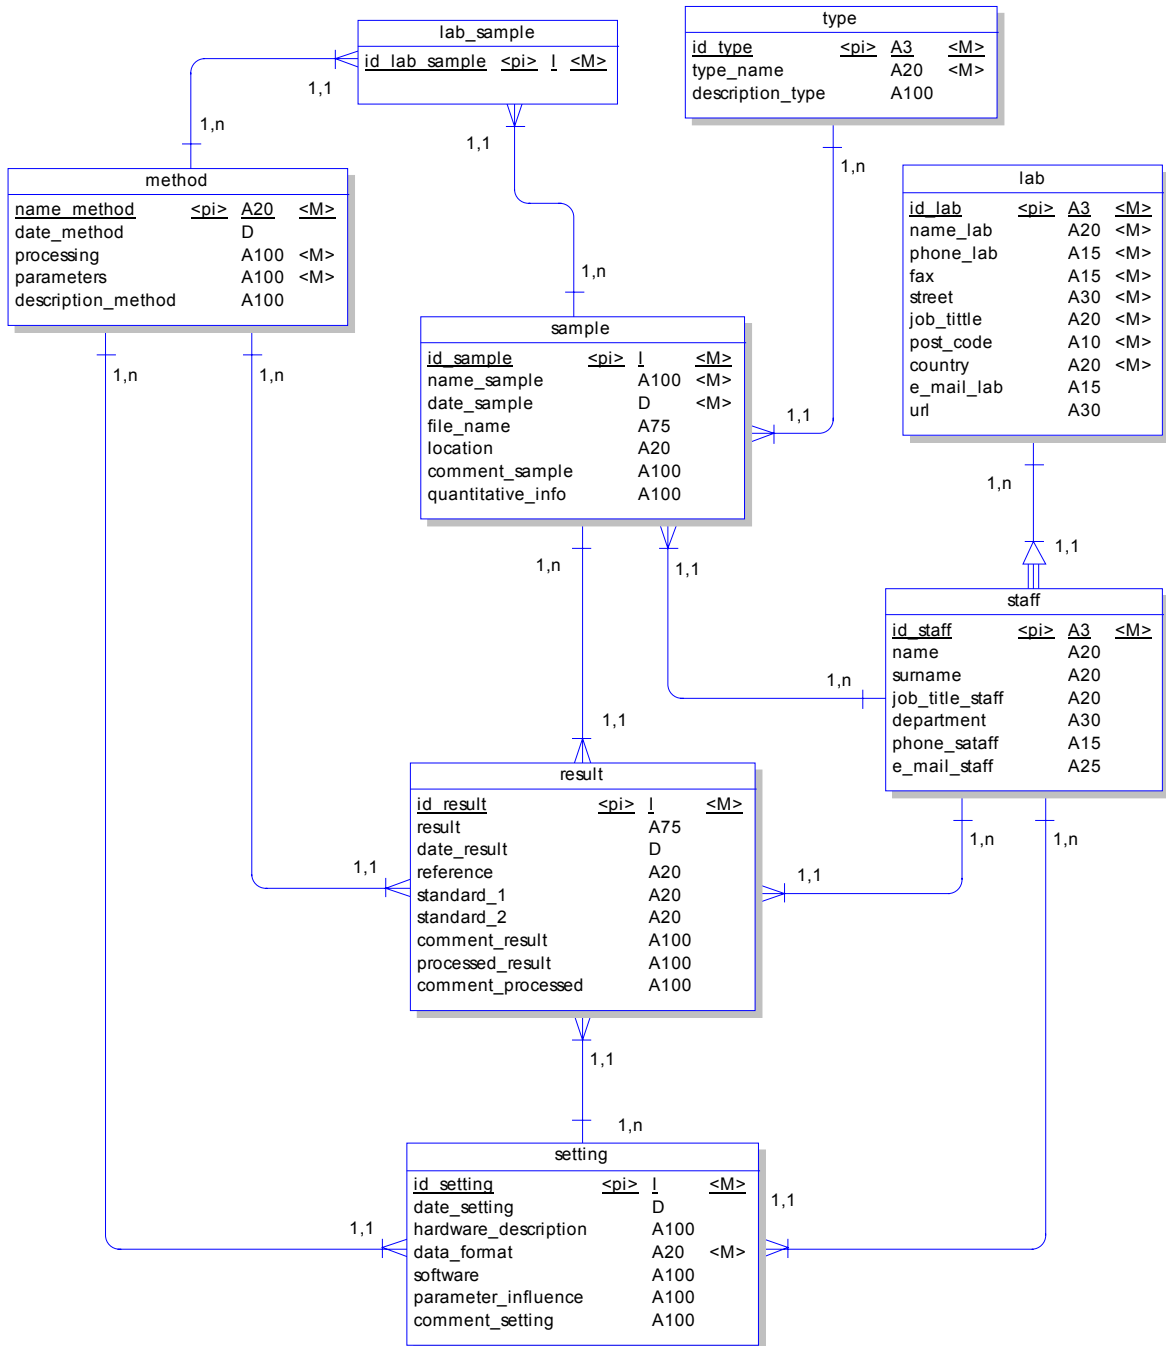 lab_sample
id_lab_sample <pi> I <M>
type
id_type <pi> A3 <M>
type_name A20 <M>
description_type A100
1,1
1,n
1,1
1,n
method
name_method <pi> A20 <M>
date_method D
processing A100 <M>
parameters A100 <M>
description_method A100
lab
id_lab <pi> A3 <M>
name_lab A20 <M>
phone_lab A15 <M>
fax A15 <M>
street A30 <M>
job_tittle A20 <M>
post_code A10 <M>
country A20 <M>
e_mail_lab A15
url A30
1,n
sample
id_sample <pi> I <M>
name_sample A100 <M>
date_sample D <M>
file_name A75
location A20
comment_sample A100
quantitative_info A100
1,n
1,n
1,1
1,n
1,n
1,1
1,1
staff
id_staff <pi> A3 <M>
name A20
surname A20
job_title_staff A20
department A30
phone_sataff A15
e_mail_staff A25
1,n
1,1
result
id_result <pi> I <M>
result A75
date_result D
reference A20
standard_1 A20
standard_2 A20
comment_result A100
processed_result A100
comment_processed A100
1,n
1,n
1,1
1,1
1,1
1,n
setting
id_setting <pi> I <M>
date_setting D
hardware_description A100
data_format A20 <M>
software A100
parameter_influence A100
comment_setting A100
1,1
1,1